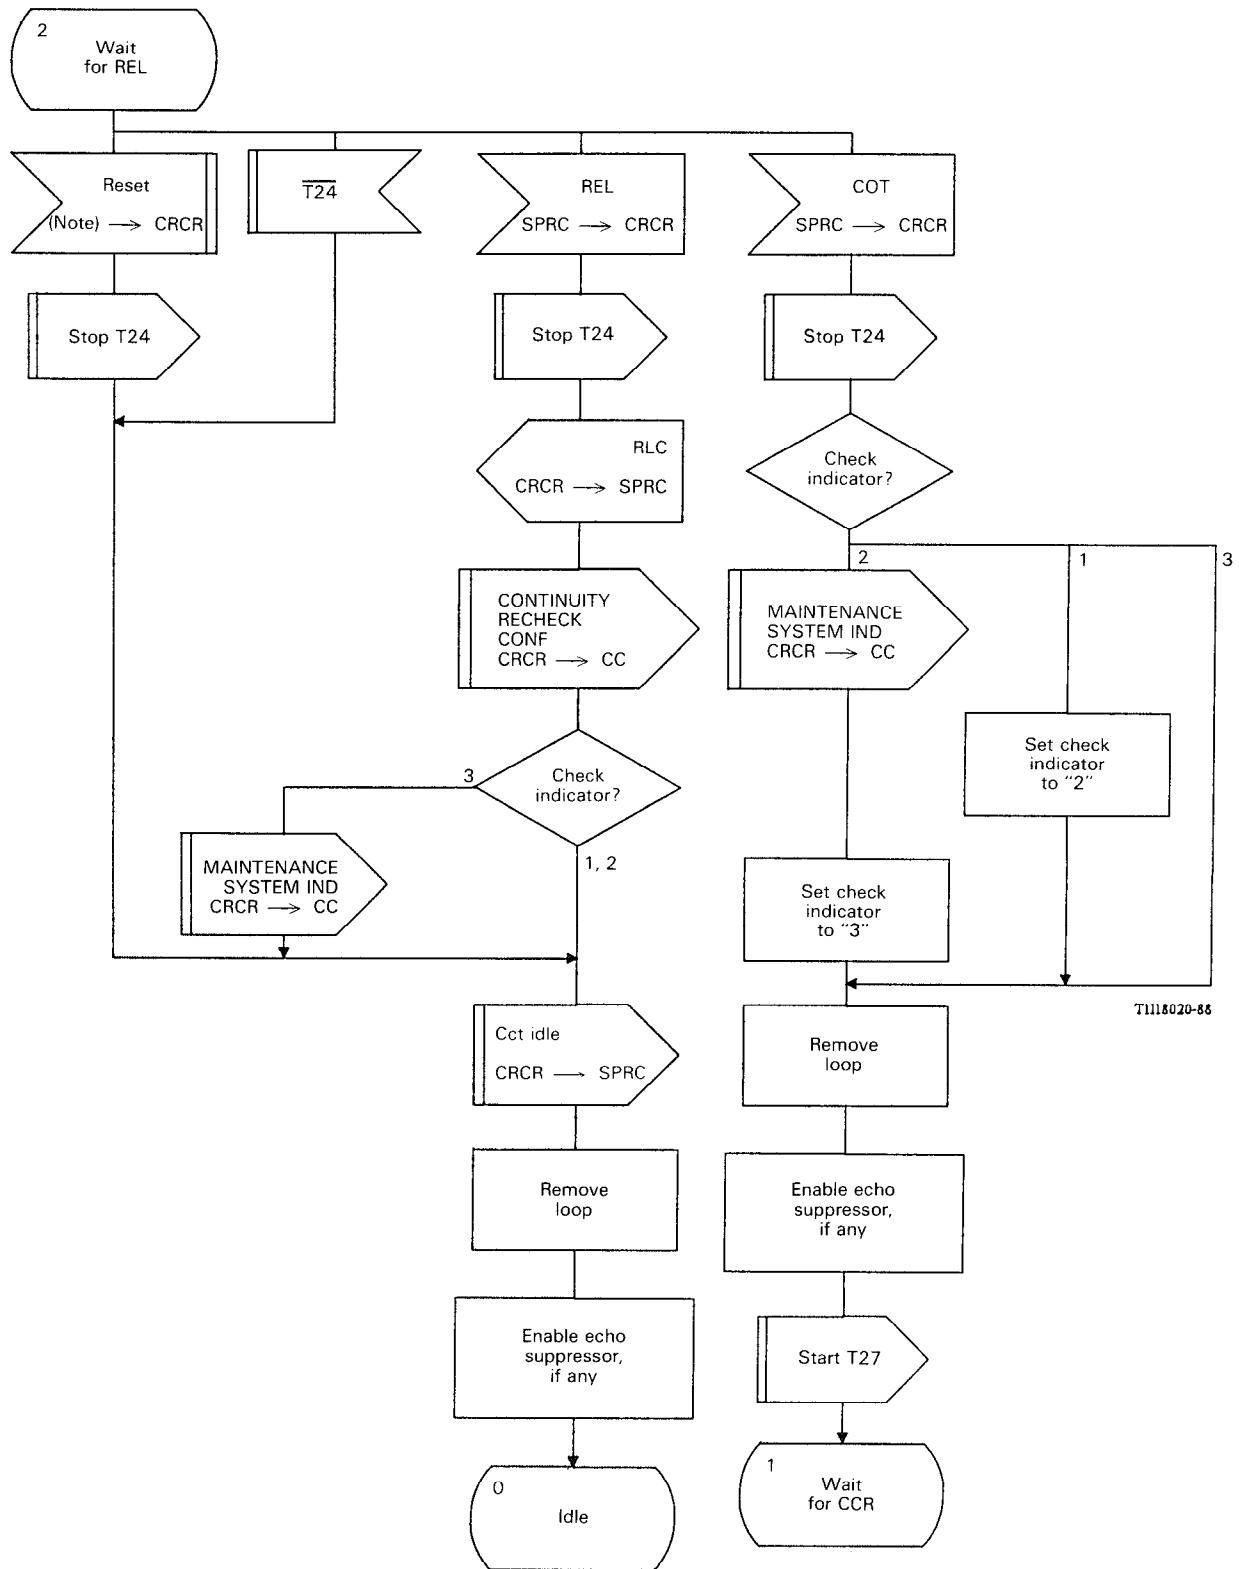 2
Wait
for REL
Reset
(Note) → CRCR
T24
REL
SPRC → CRCR
COT
SPRC → CRCR
Stop T24
Stop T24
Stop T24
RLC
CRCR → SPRC
Check
indicator?
2
1
3
CONTINUITY
RECHECK
CONF
CRCR → CC
MAINTENANCE
SYSTEM IND
CRCR → CC
Set check
indicator
to "2"
3
Check
indicator?
1, 2
MAINTENANCE
SYSTEM IND
CRCR → CC
Set check
indicator
to "3"
T1118020-88
Cct idle
CRCR → SPRC
Remove
loop
Remove
loop
Enable echo
suppressor,
if any
Enable echo
suppressor,
if any
Start T27
0
Idle
1
Wait
for CCR